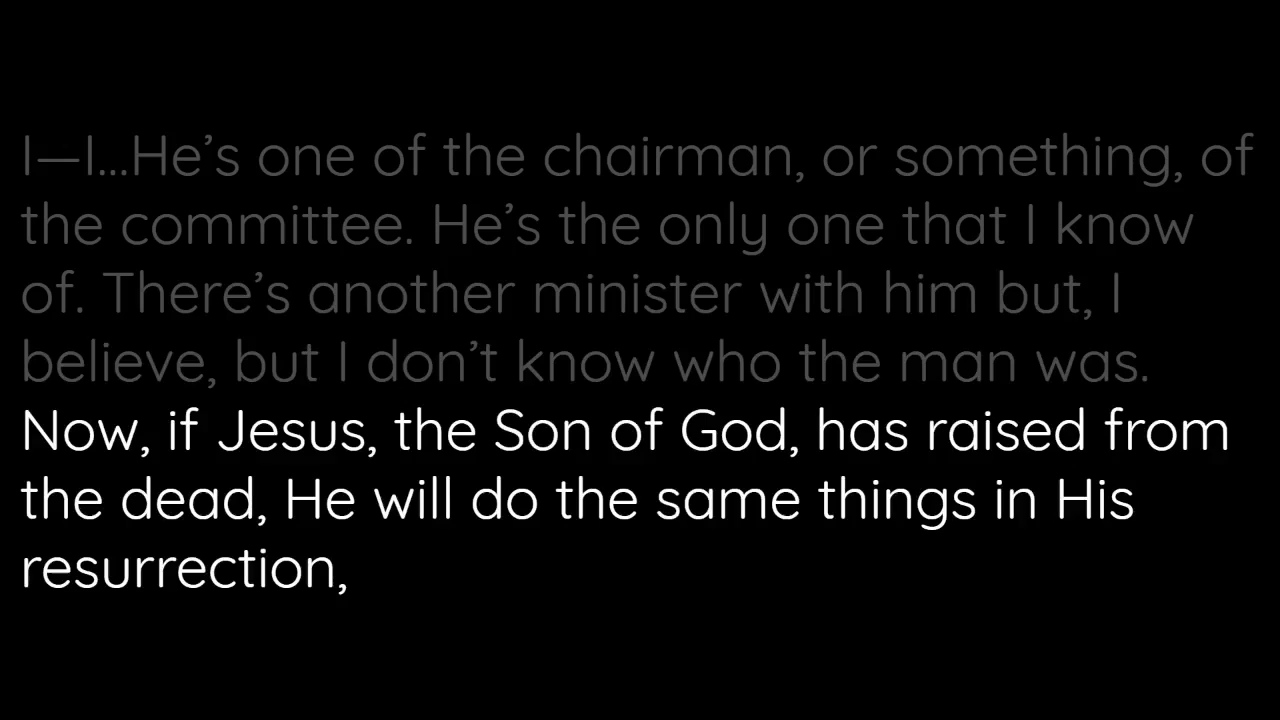 I—I...He’s one of the chairman, or something, of
the committee. He’s the only one that I know
of. There’s another minister with him but, I
believe, but I don’t know who the man was.
Now, if Jesus, the Son of God, has raised from
the dead, He will do the same things in His
resurrection,